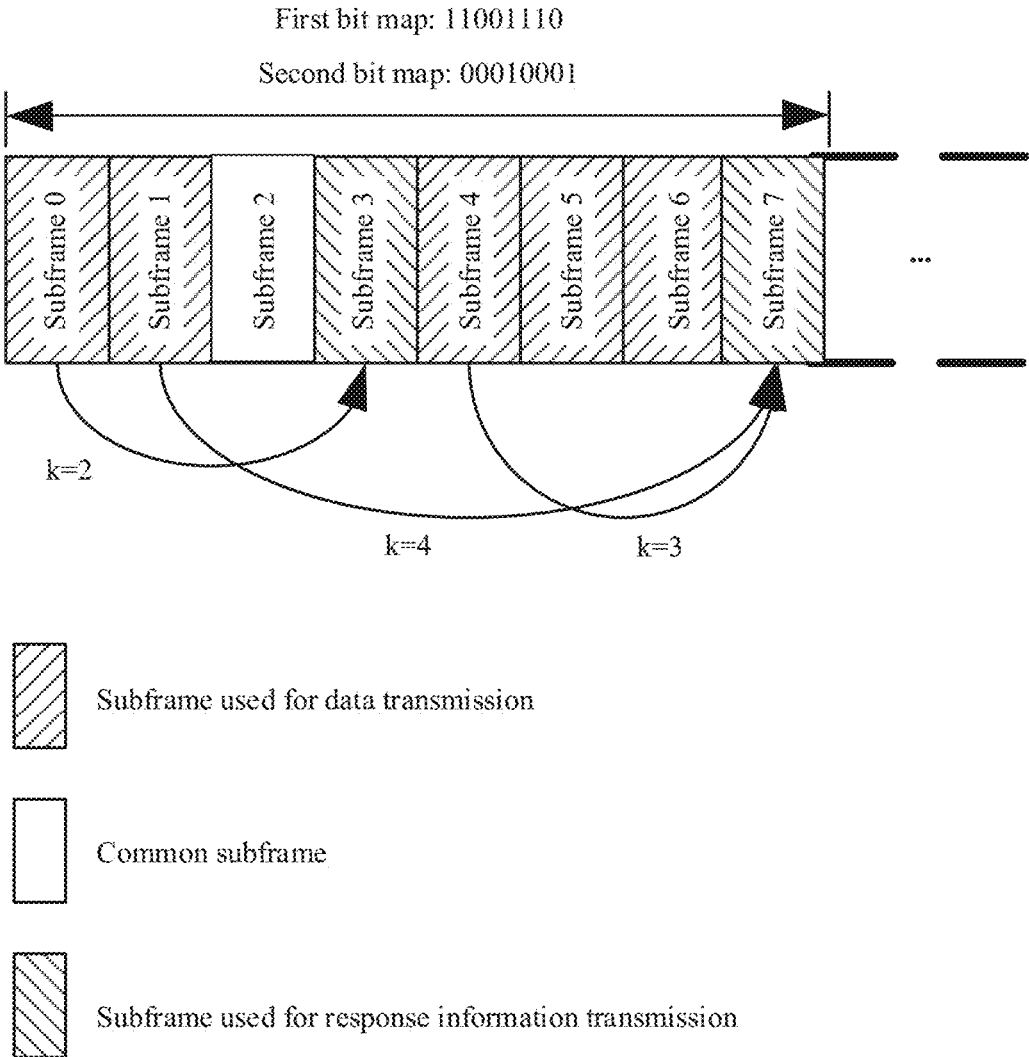 First bit map: 11001110
Second bit map: 00010001
Subframe 0
Subframe 1
Subframe 2
Subframe 3
Subframe 4
Subframe 5
Subframe 6
Subframe 7
...
k=2
k=4
k=3
Subframe used for data transmission
Common subframe
Subframe used for response information transmission